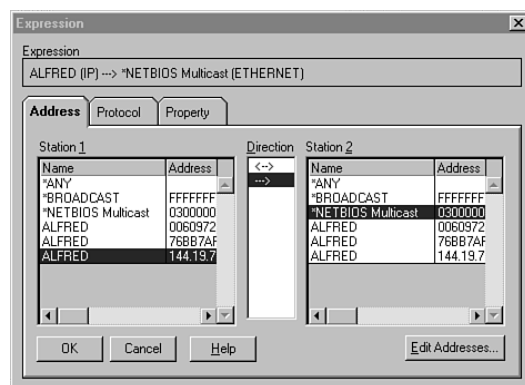 Expression
Expression
ALFRED (IP) ---> *NETBIOS Multicast (ETHERNET)
Address Protocol Property
Station 1 Direction Station 2
Name Address <--> Name Address
*ANY ---> *ANY
*BROADCAST FFFFFFF *BROADCAST FFFFFFF
*NETBIOS Multicast 0300000 *NETBIOS Multicast 0300000
ALFRED 0060972 ALFRED 0060972
ALFRED 76BB7AF ALFRED 76BB7AF
ALFRED 144.19.7 ALFRED 144.19.7
OK Cancel Help Edit Addresses...